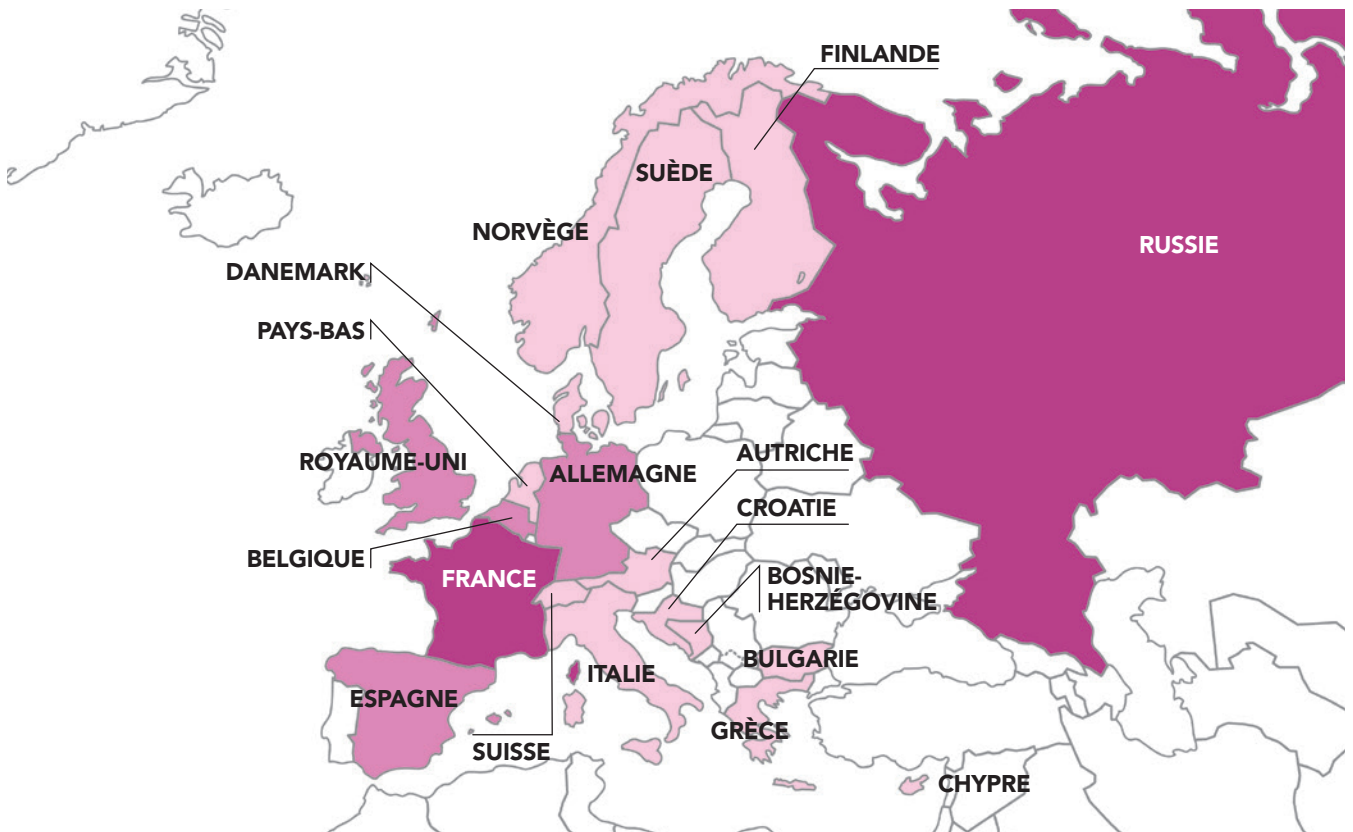 FINLANDE
SUÈDE
NORVÈGE
RUSSIE
DANEMARK
PAYS-BAS
AUTRICHE
ROYAUME-UNI
ALLEMAGNE
CROATIE
BELGIQUE
FRANCE
BOSNIE-
HERZÉGOVINE
BULGARIE
ITALIE
ESPAGNE
GRÈCE
SUISSE
CHYPRE